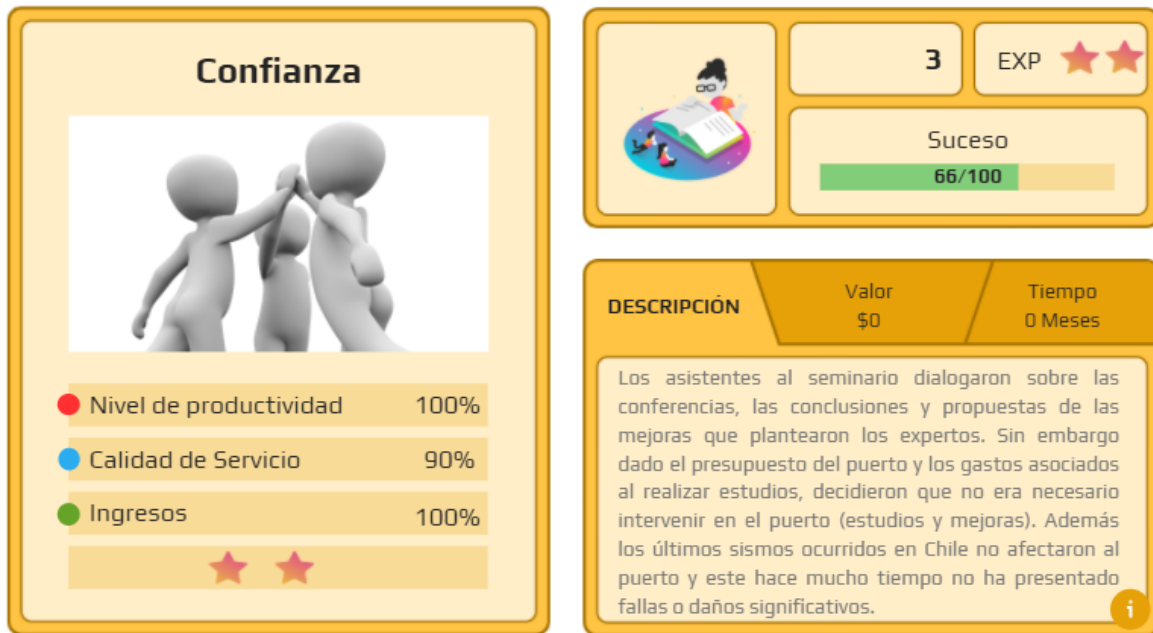 Confianza
Nivel de productividad 100%
Calidad de Servicio 90%
Ingresos 100%
3
EXP
Suceso
66/100
DESCRIPCIÓN
Valor
$0
Tiempo
0 Meses
Los asistentes al seminario dialogaron sobre las
conferencias, las conclusiones y propuestas de las
mejoras que plantearon los expertos. Sin embargo
dado el presupuesto del puerto y los gastos asociados
al realizar estudios, decidieron que no era necesario
intervenir en el puerto (estudios y mejoras). Además
los últimos sismos ocurridos en Chile no afectaron al
puerto y este hace mucho tiempo no ha presentado
fallas o daños significativos.
i